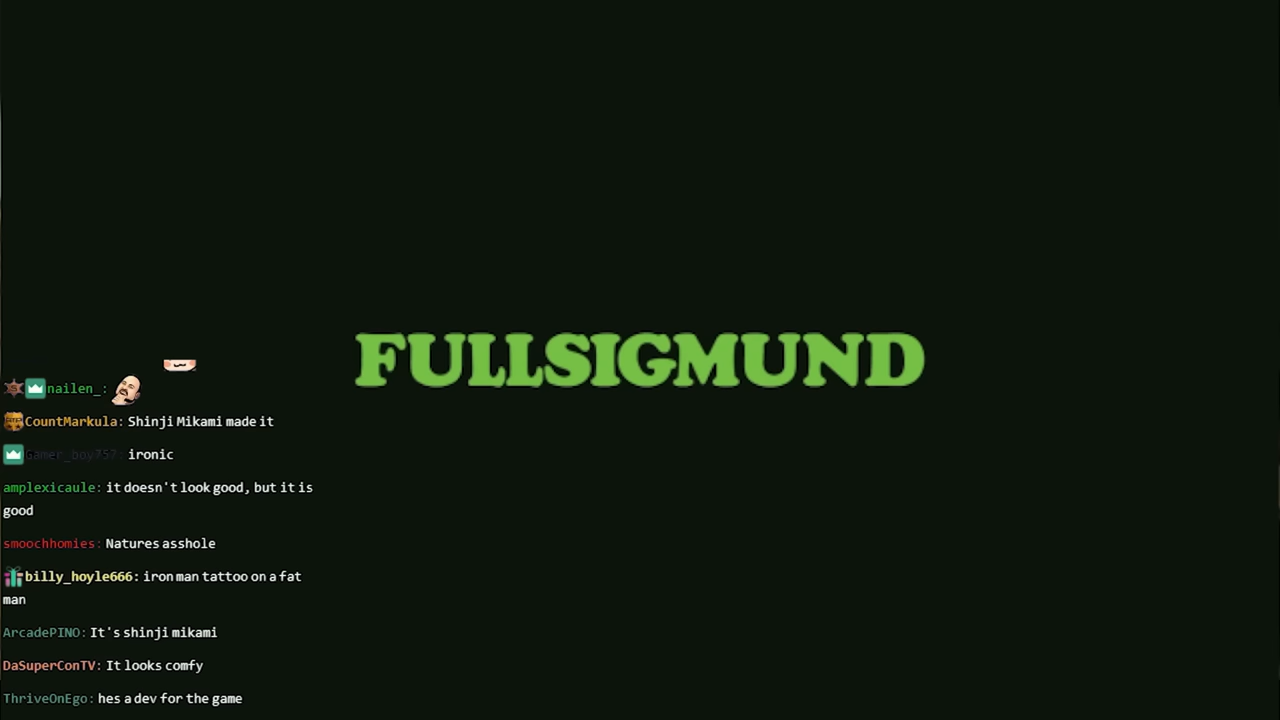 FULLSIGMUND
nailen_:
CountMarkula: Shinji Mikami made it
Gamer_boy757: ironic
amplexicaule: it doesn't look good, but it is
good
smoochhomies: Natures asshole
billy_hoyle666: iron man tattoo on a fat
man
ArcadePINO: It's shinji mikami
DaSuperConTV: It looks comfy
ThriveOnEgo: hes a dev for the game